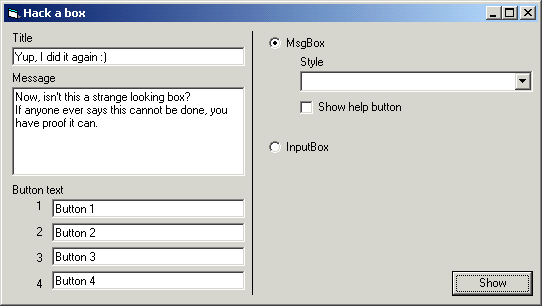 Hack a box
Title
Yup, I did it again :)
Message
Now, isn't this a strange looking box?
If anyone ever says this cannot be done, you
have proof it can.
Button text
1 Button 1
2 Button 2
3 Button 3
4 Button 4
MsgBox
Style
Show help button
InputBox
Show